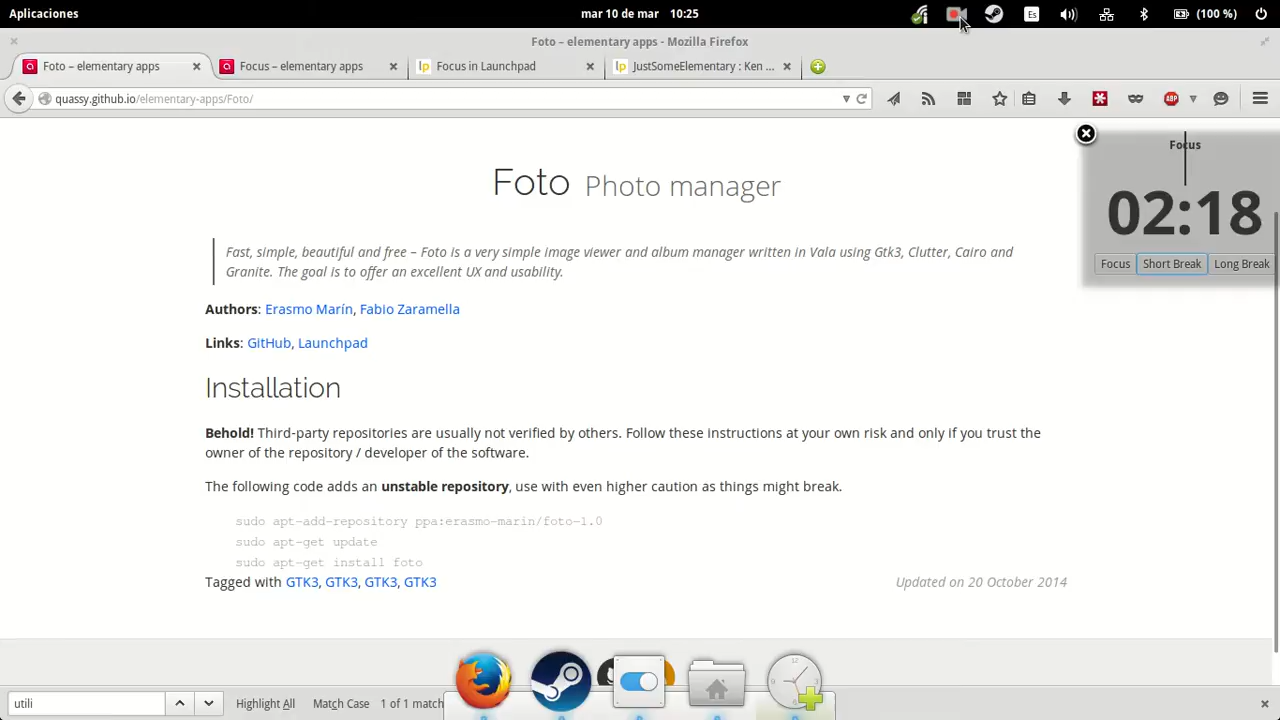 Aplicaciones
mar 10 de mar 10:25
Es
(100 %)
Foto – elementary apps - Mozilla Firefox
Foto – elementary apps
Focus – elementary apps
lp Focus in Launchpad
lp JustSomeElementary : Ken ...
quassy.github.io/elementary-apps/Foto/
ABP
Focus
02:18
Focus
Short Break
Long Break
Foto Photo manager
Fast, simple, beautiful and free – Foto is a very simple image viewer and album manager written in Vala using Gtk3, Clutter, Cairo and
Granite. The goal is to offer an excellent UX and usability.
Authors: Erasmo Marín, Fabio Zaramella
Links: GitHub, Launchpad
Installation
Behold! Third-party repositories are usually not verified by others. Follow these instructions at your own risk and only if you trust the
owner of the repository / developer of the software.
The following code adds an unstable repository, use with even higher caution as things might break.
sudo apt-add-repository ppa:erasmo-marin/foto-1.0
sudo apt-get update
sudo apt-get install foto
Tagged with GTK3, GTK3, GTK3, GTK3
Updated on 20 October 2014
utili
Highlight All
Match Case
1 of 1 match